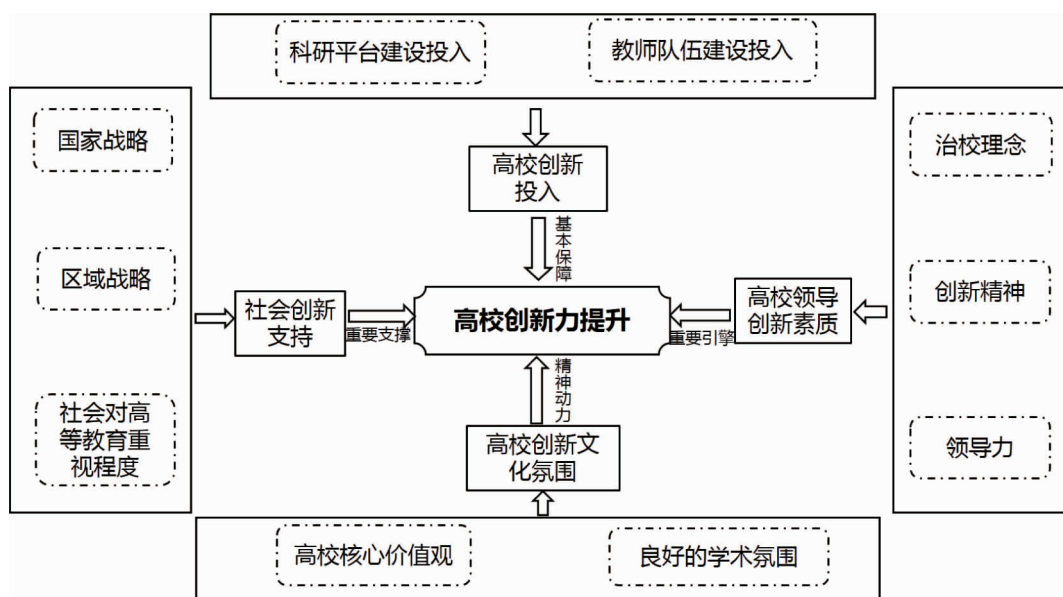 科研平台建设投入
教师队伍建设投入
国家战略
区域战略
社会对高
等教育重
视程度
高校创新
投入
基本保障
社会创新
支持
重要支撑
高校创新力提升
重要引擎
高校领导
创新素质
治校理念
创新精神
领导力
精神动力
高校创新文
化氛围
高校核心价值观
良好的学术氛围